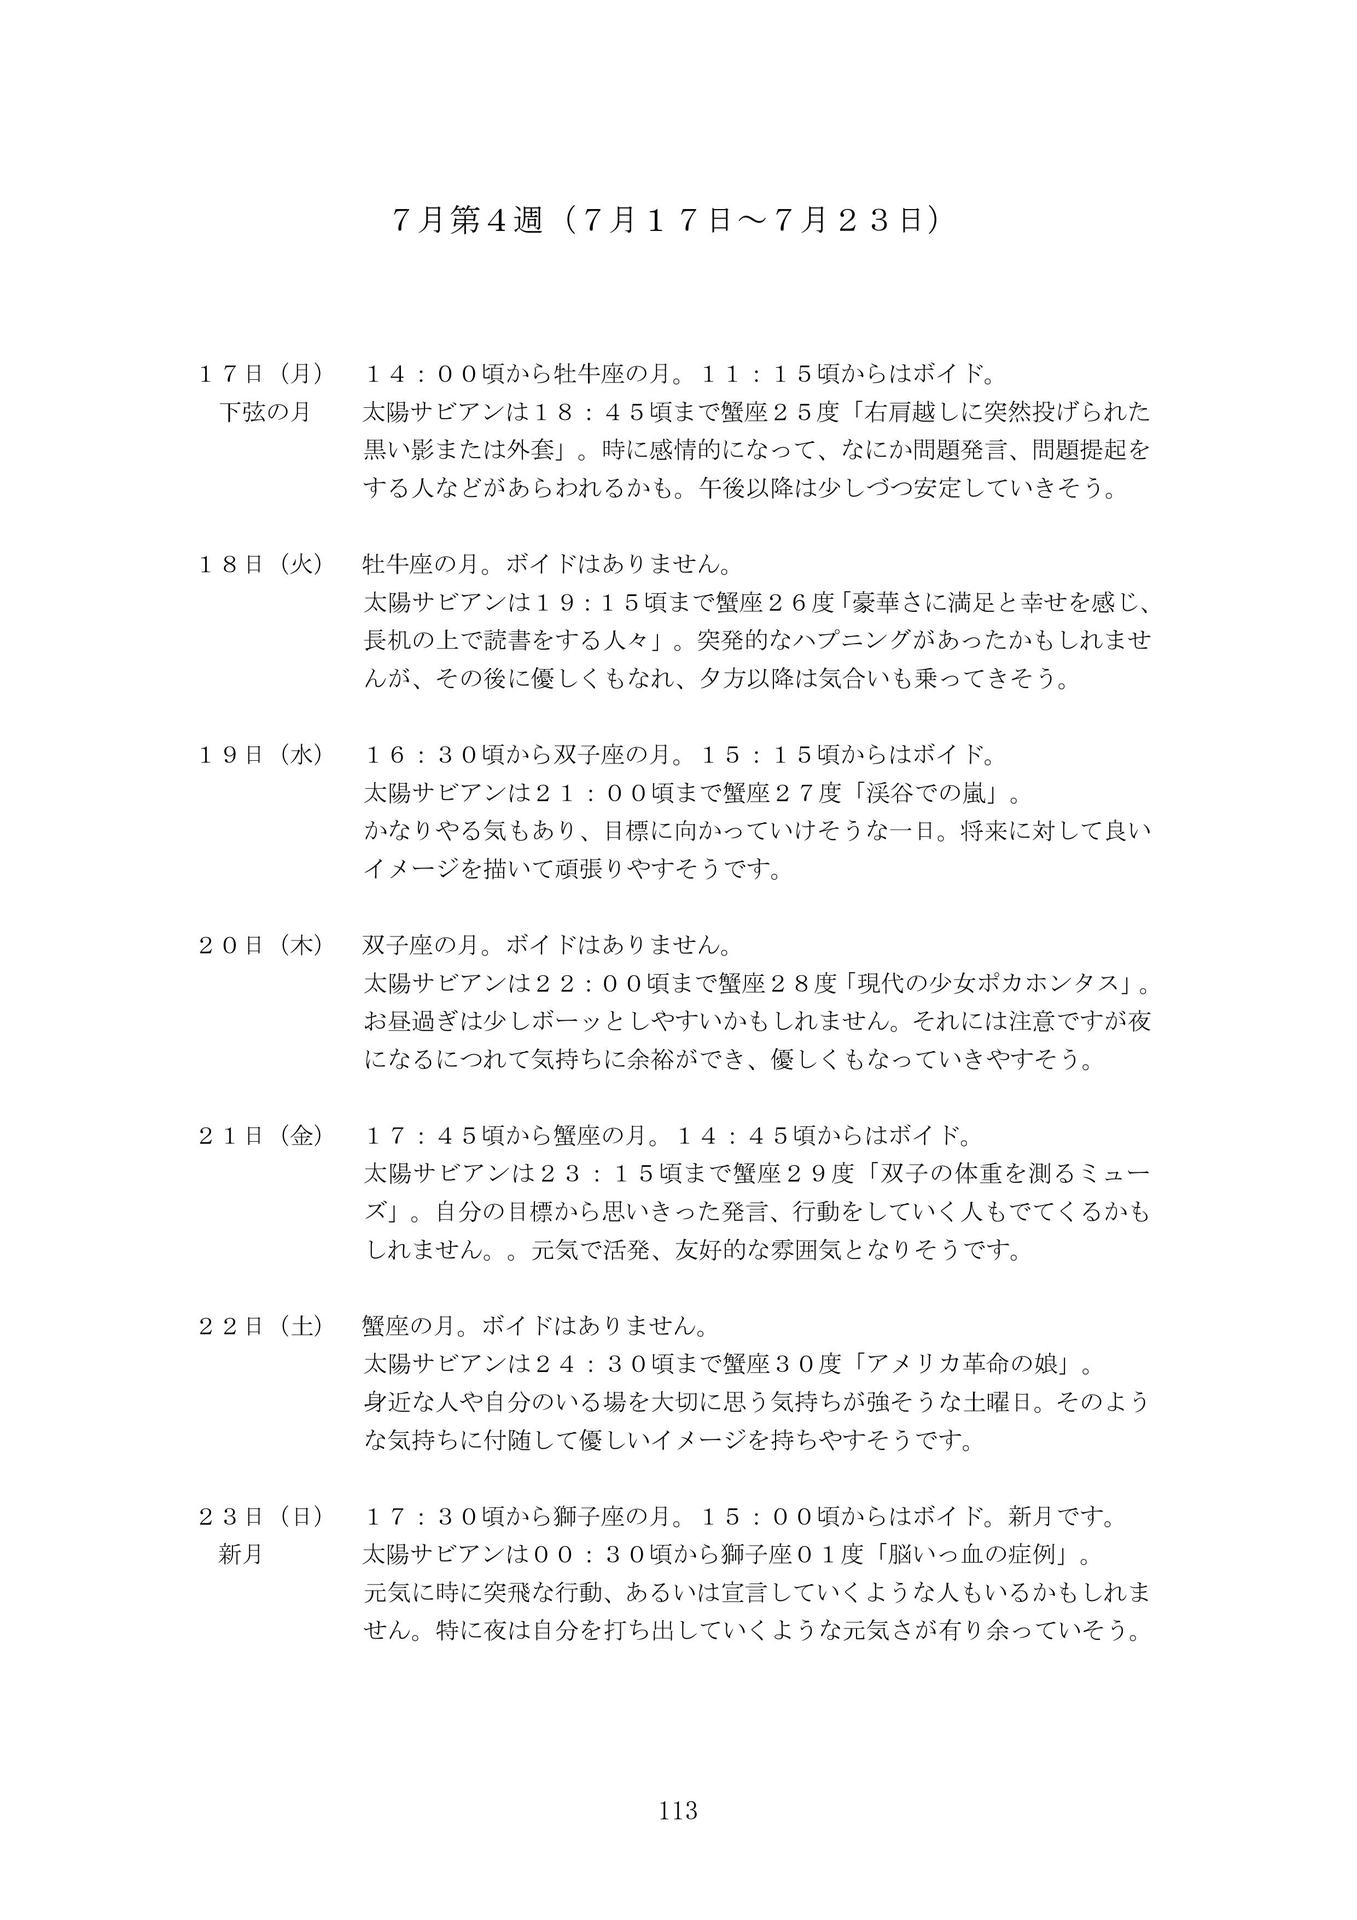 ７月第４週（７月１７日～７月２３日）
１７日（月）　１４：００頃から牡牛座の月。１１：１５頃からはボイド。
下弦の月　太陽サビアンは１８：４５頃まで蟹座２５度「右肩越しに突然投げられた
黒い影または外套」。時に感情的になって、なにか問題発言、問題提起を
する人などがあらわれるかも。午後以降は少しづつ安定していきそう。
１８日（火）　牡牛座の月。ボイドはありません。
太陽サビアンは１９：１５頃まで蟹座２６度「豪華さに満足と幸せを感じ、
長机の上で読書をする人々」。突発的なハプニングがあったかもしれませ
んが、その後に優しくもなれ、夕方以降は気合いも乗ってきそう。
１９日（水）　１６：３０頃から双子座の月。１５：１５頃からはボイド。
太陽サビアンは２１：００頃まで蟹座２７度「渓谷での嵐」。
かなりやる気もあり、目標に向かっていけそうな一日。将来に対して良い
イメージを描いて頑張りやすそうです。
２０日（木）　双子座の月。ボイドはありません。
太陽サビアンは２２：００頃まで蟹座２８度「現代の少女ポカホンタス」。
お昼過ぎは少しボーッとしやすいかもしれません。それには注意ですが夜
になるにつれて気持ちに余裕ができ、優しくもなっていきやすそう。
２１日（金）　１７：４５頃から蟹座の月。１４：４５頃からはボイド。
太陽サビアンは２３：１５頃まで蟹座２９度「双子の体重を測るミュー
ズ」。自分の目標から思いきった発言、行動をしていく人もでてくるかも
しれません。。元気で活発、友好的な雰囲気となりそうです。
２２日（土）　蟹座の月。ボイドはありません。
太陽サビアンは２４：３０頃まで蟹座３０度「アメリカ革命の娘」。
身近な人や自分のいる場を大切に思う気持ちが強そうな土曜日。そのよう
な気持ちに付随して優しいイメージを持ちやすそうです。
２３日（日）　１７：３０頃から獅子座の月。１５：００頃からはボイド。新月です。
新月　太陽サビアンは００：３０頃から獅子座０１度「脳いっ血の症例」。
元気に時に突飛な行動、あるいは宣言していくような人もいるかもしれま
せん。特に夜は自分を打ち出していくような元気さが有り余っていそう。
113